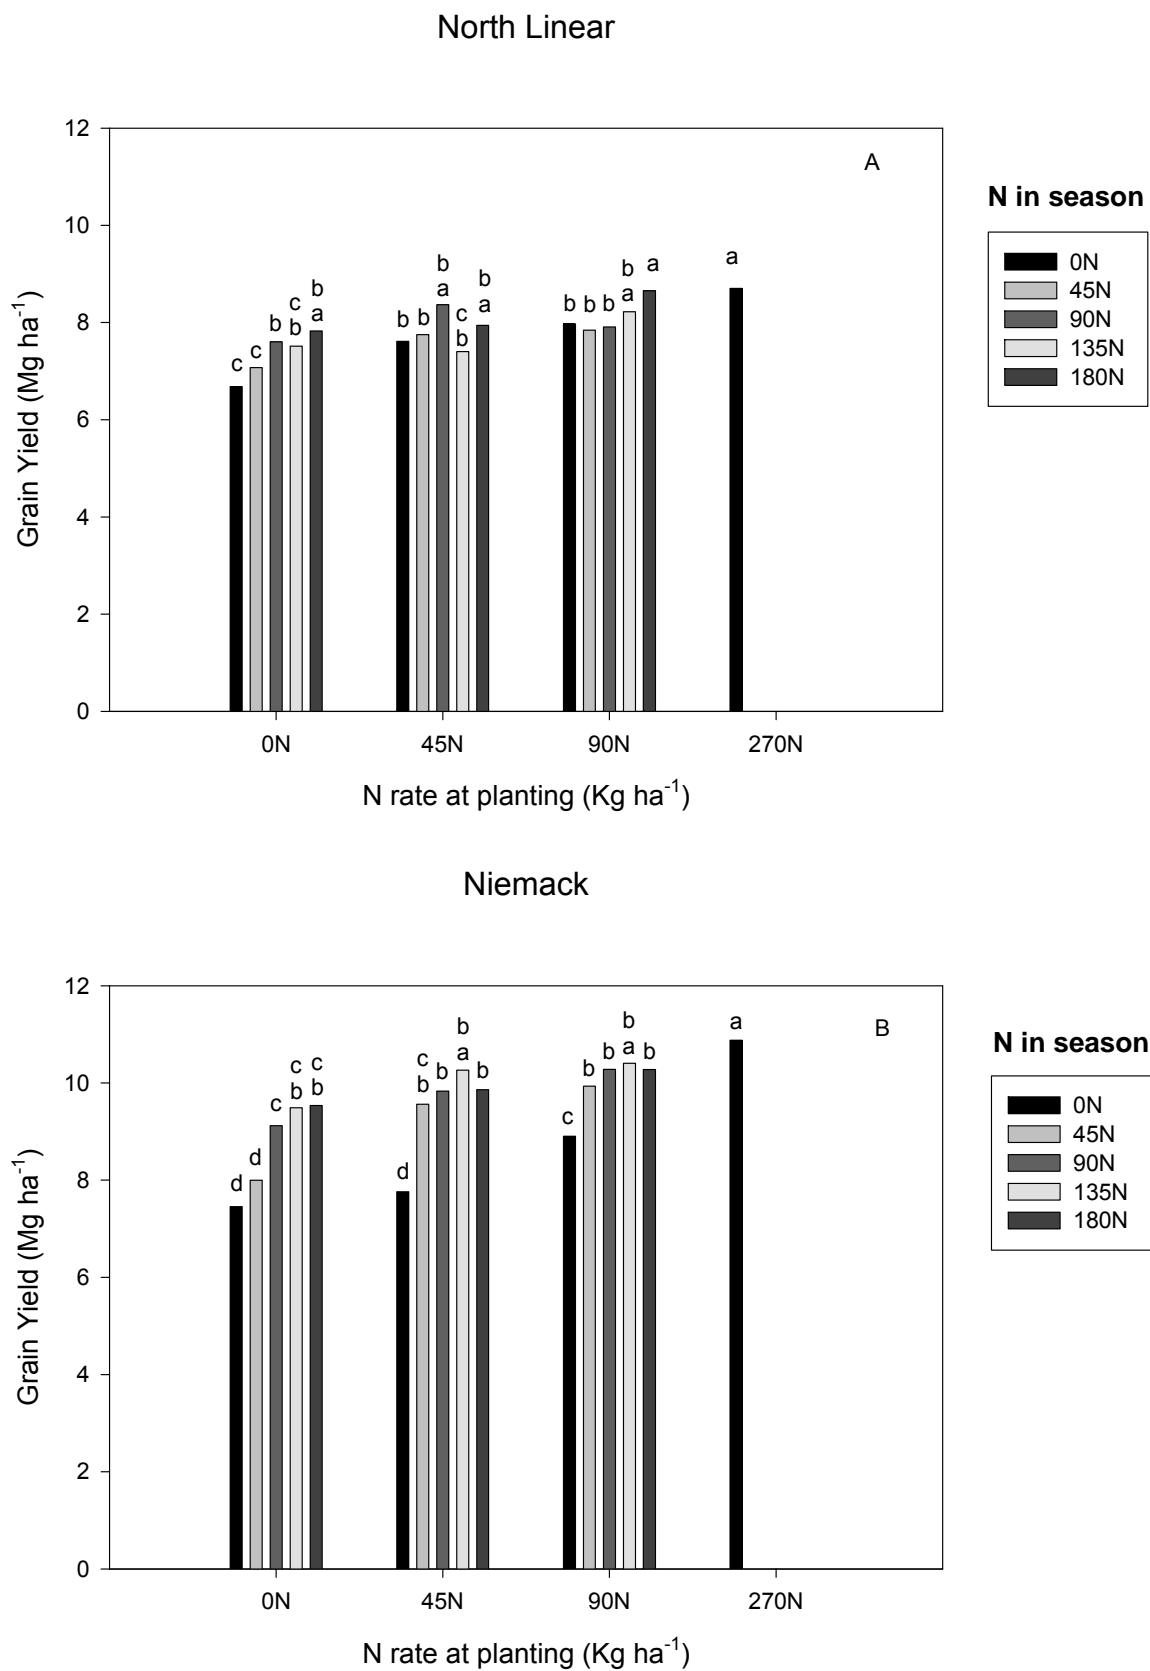 North Linear
A
12
10
8
6
4
2
0
Grain Yield (Mg ha-1)
c
c
b
c
b
b
a
b
b
b
a
c
b
b
a
b
b
b
b
a
a
a
0N
45N
90N
270N
N rate at planting (Kg ha-1)
N in season
0N
45N
90N
135N
180N
Niemack
B
12
10
8
6
4
2
0
Grain Yield (Mg ha-1)
d
d
c
c
b
c
b
d
c
b
b
b
a
b
c
b
b
b
a
b
a
0N
45N
90N
270N
N rate at planting (Kg ha-1)
N in season
0N
45N
90N
135N
180N